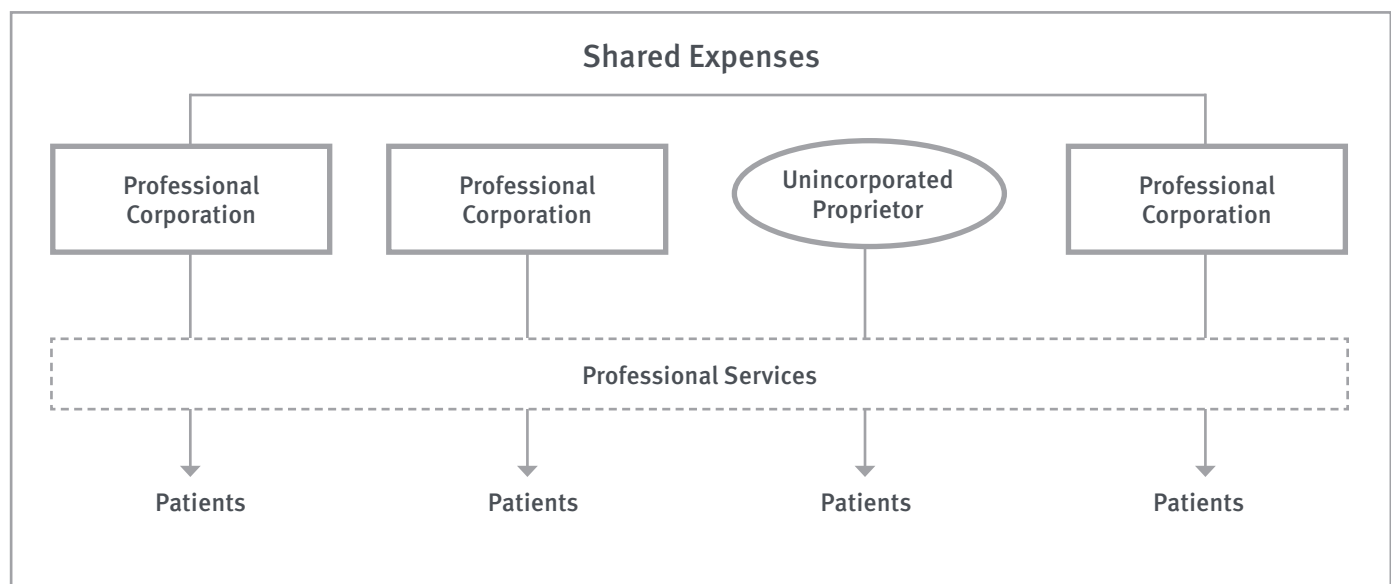 Shared Expenses
Professional
Corporation
Professional
Corporation
Unincorporated
Proprietor
Professional
Corporation
Professional Services
Patients
Patients
Patients
Patients